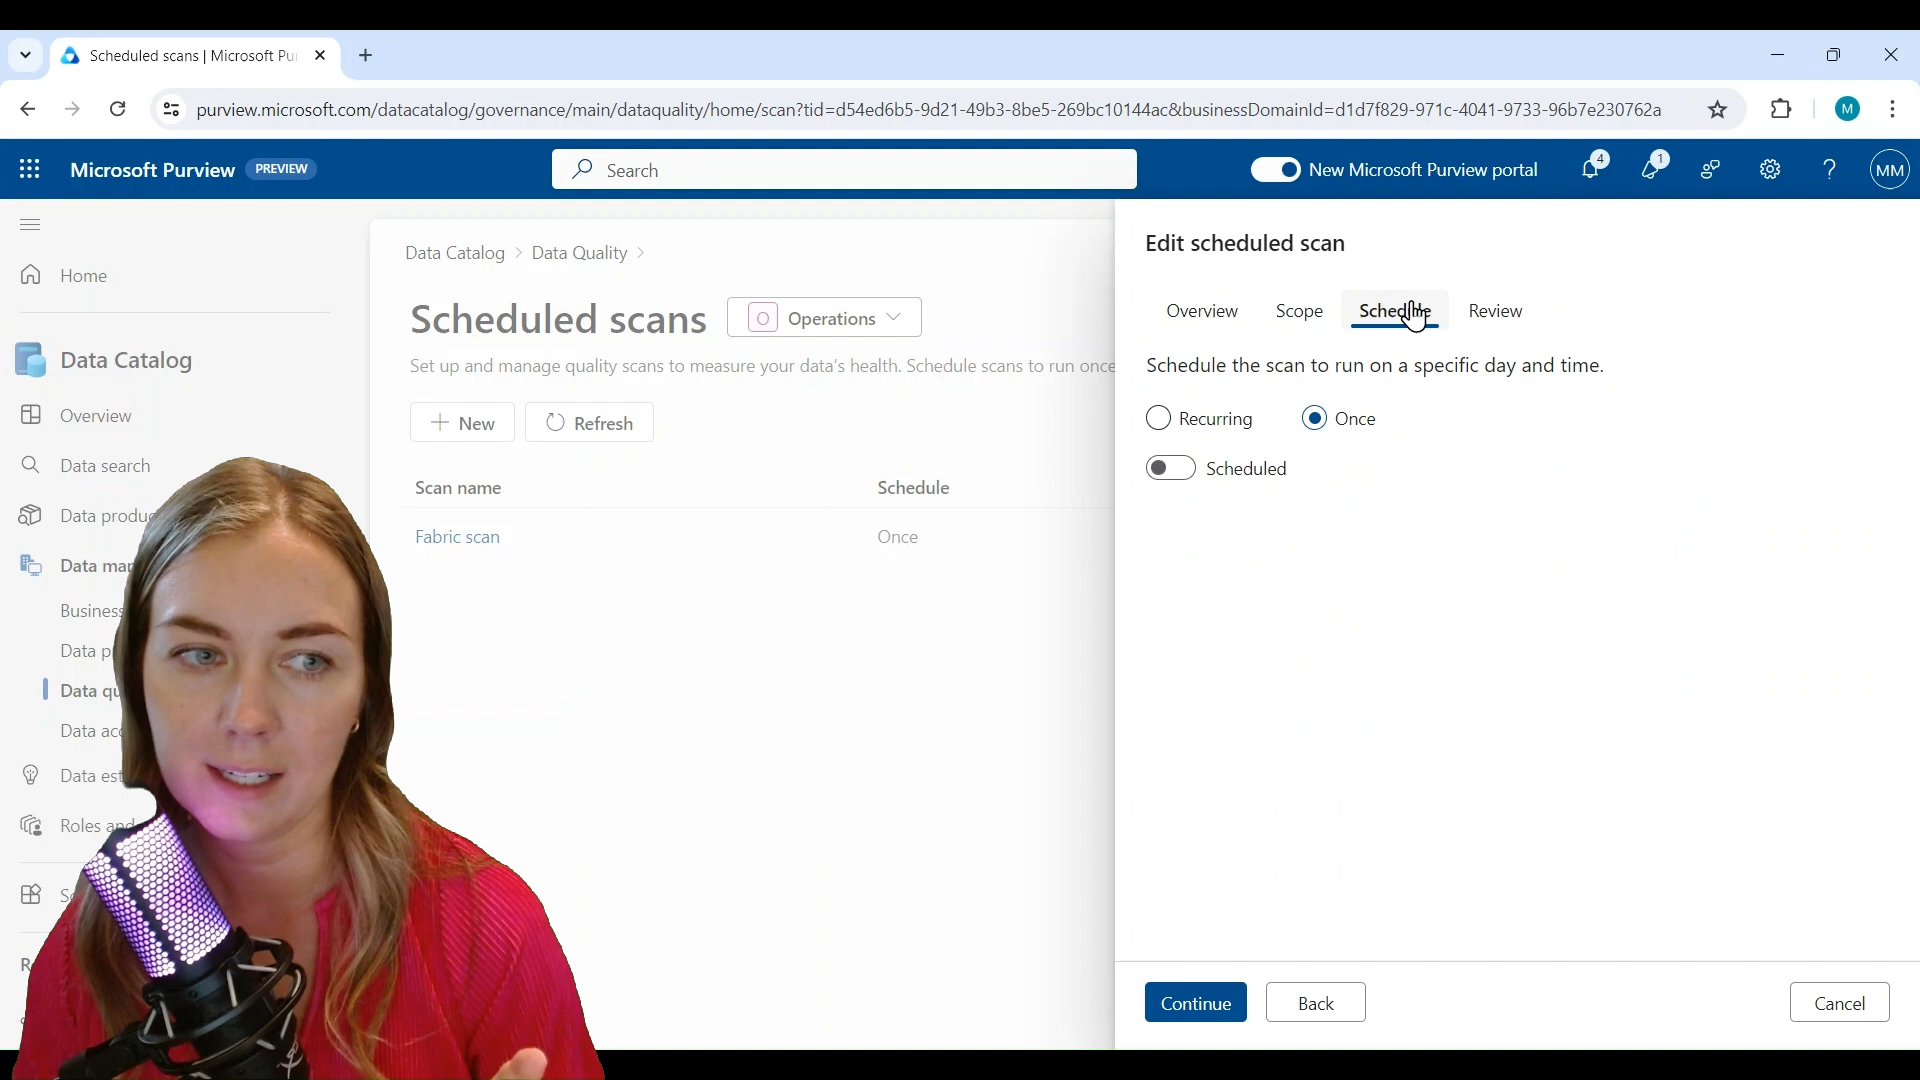 Scheduled scans | Microsoft Pu
purview.microsoft.com/datacatalog/governance/main/dataquality/home/scan?tid=d54ed6b5-9d21-49b3-8be5-269bc10144ac&businessDomainId=d1d7f829-971c-4041-9733-96b7e230762a
M
Microsoft Purview PREVIEW
Search
New Microsoft Purview portal
4
1
?
MM
Home
Data Catalog
Overview
Data search
Data produc
Data man
Business
Data p
Data qu
Data acc
Data est
Roles and
Data Catalog > Data Quality >
Scheduled scans
O Operations
Set up and manage quality scans to measure your data's health. Schedule scans to run once
New
Refresh
Scan name Schedule
Fabric scan Once
Edit scheduled scan
Overview Scope Schedule Review
Schedule the scan to run on a specific day and time.
Recurring Once
Scheduled
Continue Back Cancel